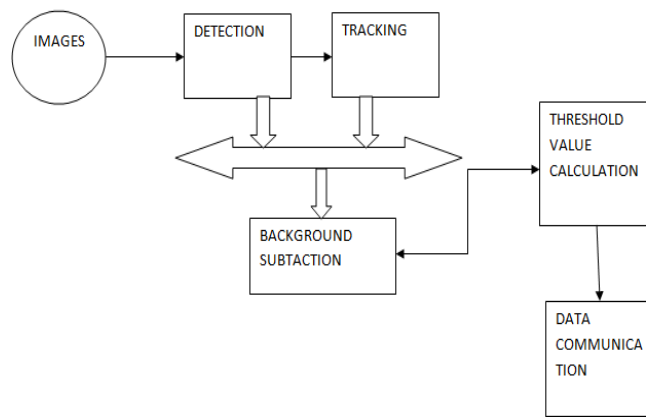 IMAGES
DETECTION
TRACKING
THRESHOLD
VALUE
CALCULATION
BACKGROUND
SUBTACTION
DATA
COMMUNICA
TION